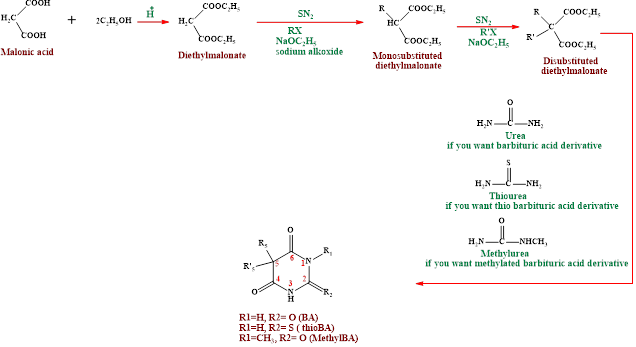 COOH
H₂C
COOH
Malonic acid
+
2C₂H₅OH
H⁺
COOC₂H₅
H₂C
COOC₂H₅
Diethylmalonate
SN₂
RX
NaOC₂H₅
sodium alkoxide
R COOC₂H₅
HC
COOC₂H₅
Monosubstituted
diethylmalonate
SN₂
R'X
NaOC₂H₅
R COOC₂H₅
C
R' COOC₂H₅
Disubstituted
diethylmalonate
O
H₂N—C—NH₂
Urea
if you want barbituric acid derivative
S
H₂N—C—NH₂
Thiourea
if you want thio barbituric acid derivative
O
H₂N—C—NHCH₃
Methylurea
if you want methylated barbituric acid derivative
O
R₅ R₁
6
R'₅ 5 1 N
4 3 2
O N R₂
H
R1=H, R2= O (BA)
R1=H, R2= S ( thioBA)
R1=CH₃, R2= O (MethylBA)